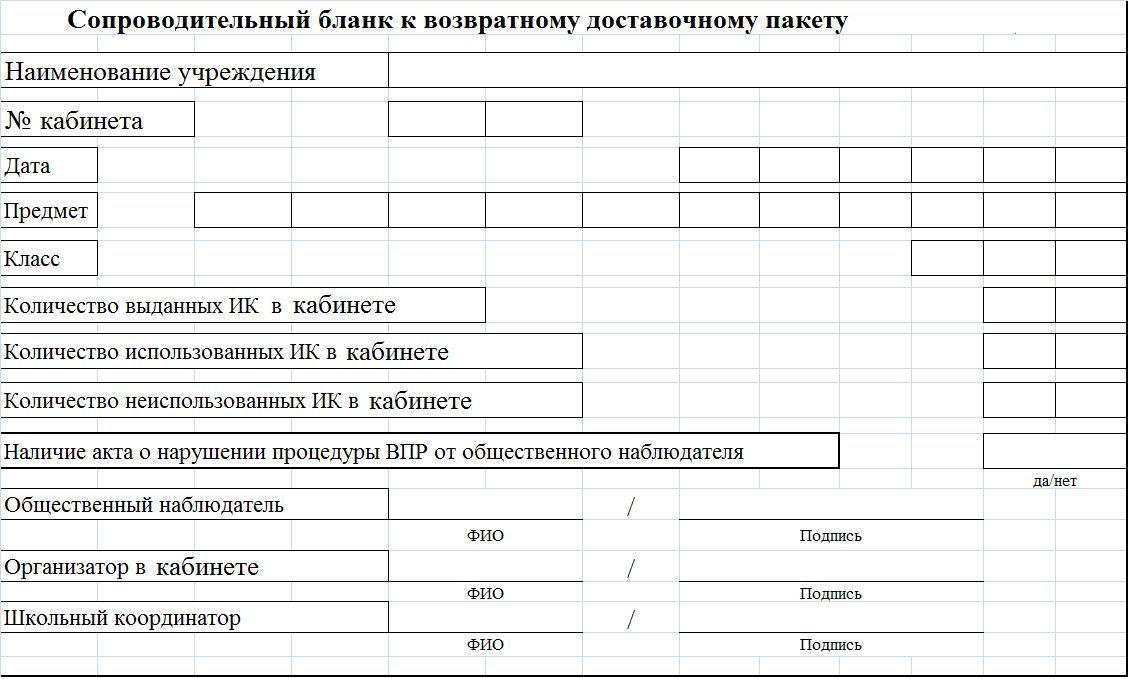 Сопроводительный бланк к возвратному доставочному пакету
Наименование учреждения
№ кабинета
Дата
Предмет
Класс
Количество выданных ИК в кабинете
Количество использованных ИК в кабинете
Количество неиспользованных ИК в кабинете
Наличие акта о нарушении процедуры ВПР от общественного наблюдателя
да/нет
Общественный наблюдатель /
ФИО Подпись
Организатор в кабинете /
ФИО Подпись
Школьный координатор /
ФИО Подпись